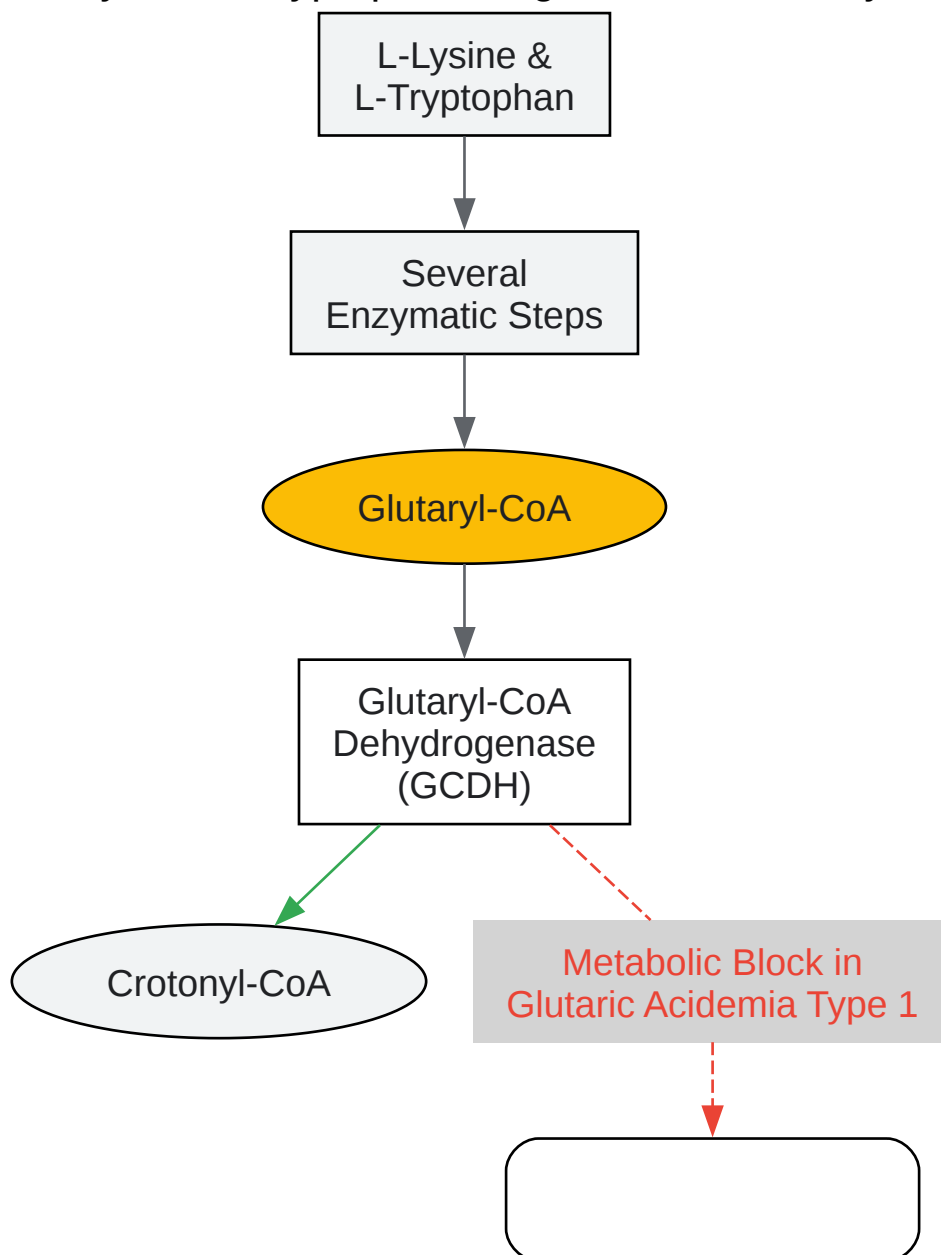 L-Lysine &
L-Tryptophan
Several
Enzymatic Steps
Glutaryl-CoA
Glutaryl-CoA
Dehydrogenase
(GCDH)
Crotonyl-CoA
Metabolic Block in
Glutaric Acidemia Type 1